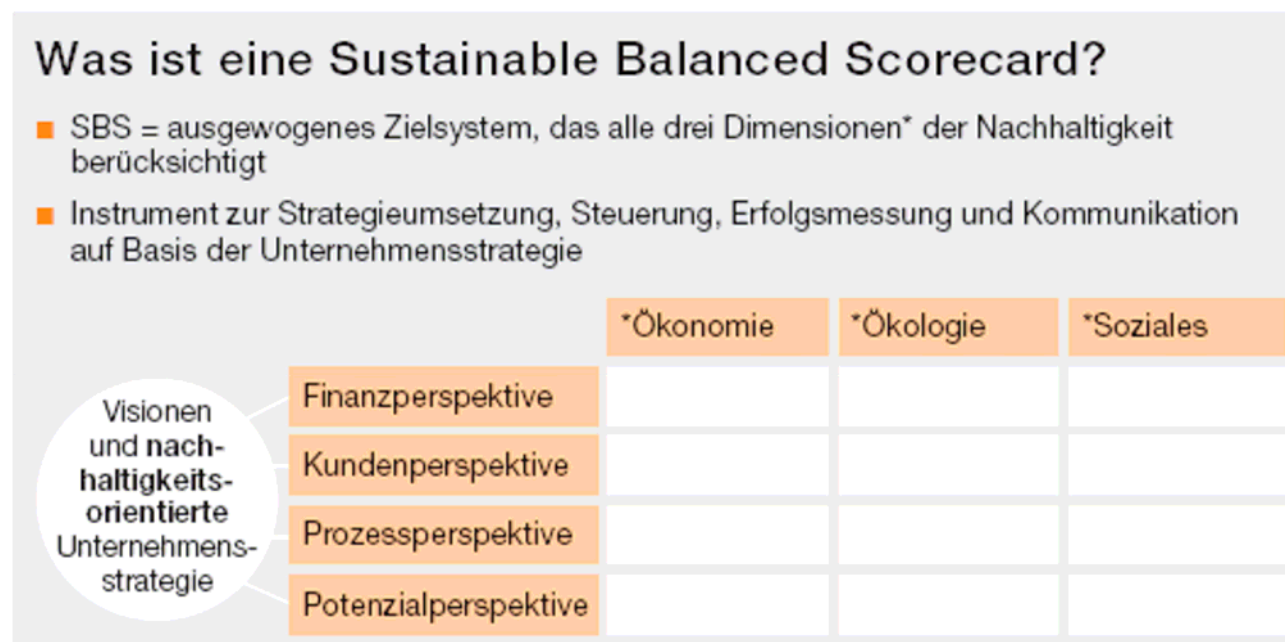 Was ist eine Sustainable Balanced Scorecard?
SBS = ausgewogenes Zielsystem, das alle drei Dimensionen* der Nachhaltigkeit
berücksichtigt
Instrument zur Strategieumsetzung, Steuerung, Erfolgsmessung und Kommunikation
auf Basis der Unternehmensstrategie
*Ökonomie *Ökologie *Soziales
Visionen
und nach-
haltigkeits-
orientierte
Unternehmens-
strategie
Finanzperspektive
Kundenperspektive
Prozessperspektive
Potenzialperspektive